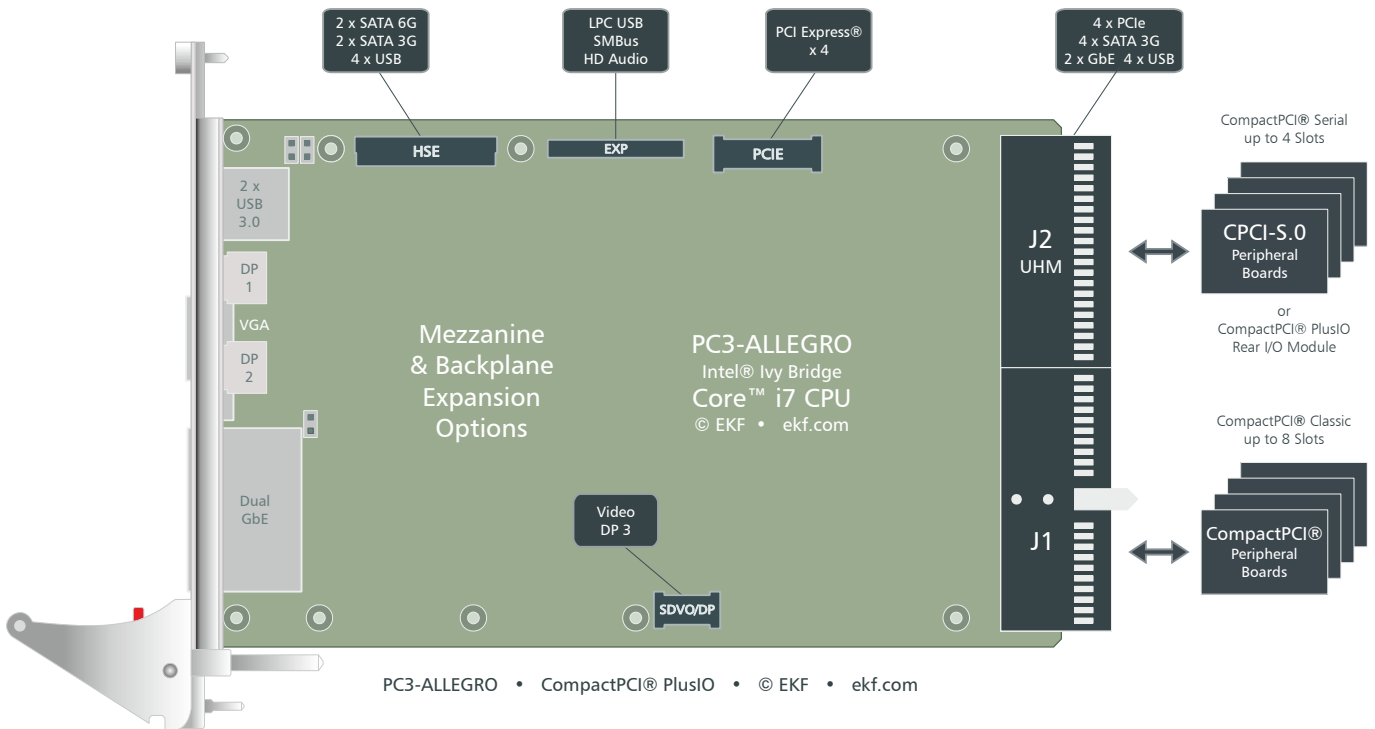 2 x SATA 6G
2 x SATA 3G
4 x USB
LPC USB
SMBus
HD Audio
PCI Express®
x 4
4 x PCIe
4 x SATA 3G
2 x GbE 4 x USB
HSE
EXP
PCIE
2 x
USB
3.0
DP
1
VGA
DP
2
Dual
GbE
Mezzanine
& Backplane
Expansion
Options
PC3-ALLEGRO
Intel® Ivy Bridge
Core™ i7 CPU
© EKF • ekf.com
Video
DP 3
SDVO/DP
J2
UHM
J1
CompactPCI® Serial
up to 4 Slots
CPCI-S.0
Peripheral
Boards
or
CompactPCI® PlusIO
Rear I/O Module
CompactPCI® Classic
up to 8 Slots
CompactPCI®
Peripheral
Boards
PC3-ALLEGRO • CompactPCI® PlusIO • © EKF • ekf.com